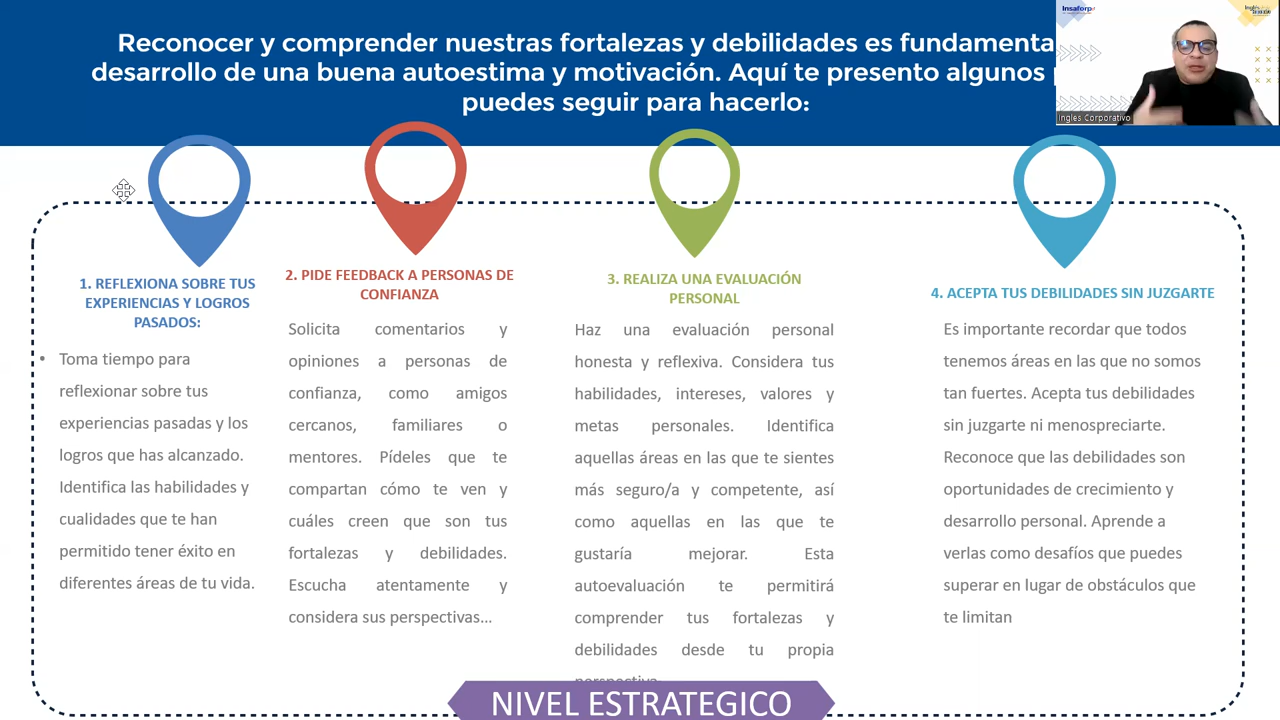 Reconocer y comprender nuestras fortalezas y debilidades es fundamenta
desarrollo de una buena autoestima y motivación. Aquí te presento algunos
puedes seguir para hacerlo:
Insaforp
Ingles Corporativo
1. REFLEXIONA SOBRE TUS
EXPERIENCIAS Y LOGROS
PASADOS:
• Toma tiempo para
reflexionar sobre tus
experiencias pasadas y los
logros que has alcanzado.
Identifica las habilidades y
cualidades que te han
permitido tener éxito en
diferentes áreas de tu vida.
2. PIDE FEEDBACK A PERSONAS DE
CONFIANZA
Solicita comentarios y
opiniones a personas de
confianza, como amigos
cercanos, familiares o
mentores. Pídeles que te
compartan cómo te ven y
cuáles creen que son tus
fortalezas y debilidades.
Escucha atentamente y
considera sus perspectivas...
3. REALIZA UNA EVALUACIÓN
PERSONAL
Haz una evaluación personal
honesta y reflexiva. Considera tus
habilidades, intereses, valores y
metas personales. Identifica
aquellas áreas en las que te sientes
más seguro/a y competente, así
como aquellas en las que te
gustaría mejorar. Esta
autoevaluación te permitirá
comprender tus fortalezas y
debilidades desde tu propia
perspectiva.
4. ACEPTA TUS DEBILIDADES SIN JUZGARTE
Es importante recordar que todos
tenemos áreas en las que no somos
tan fuertes. Acepta tus debilidades
sin juzgarte ni menospreciarte.
Reconoce que las debilidades son
oportunidades de crecimiento y
desarrollo personal. Aprende a
verlas como desafíos que puedes
superar en lugar de obstáculos que
te limitan
NIVEL ESTRATEGICO